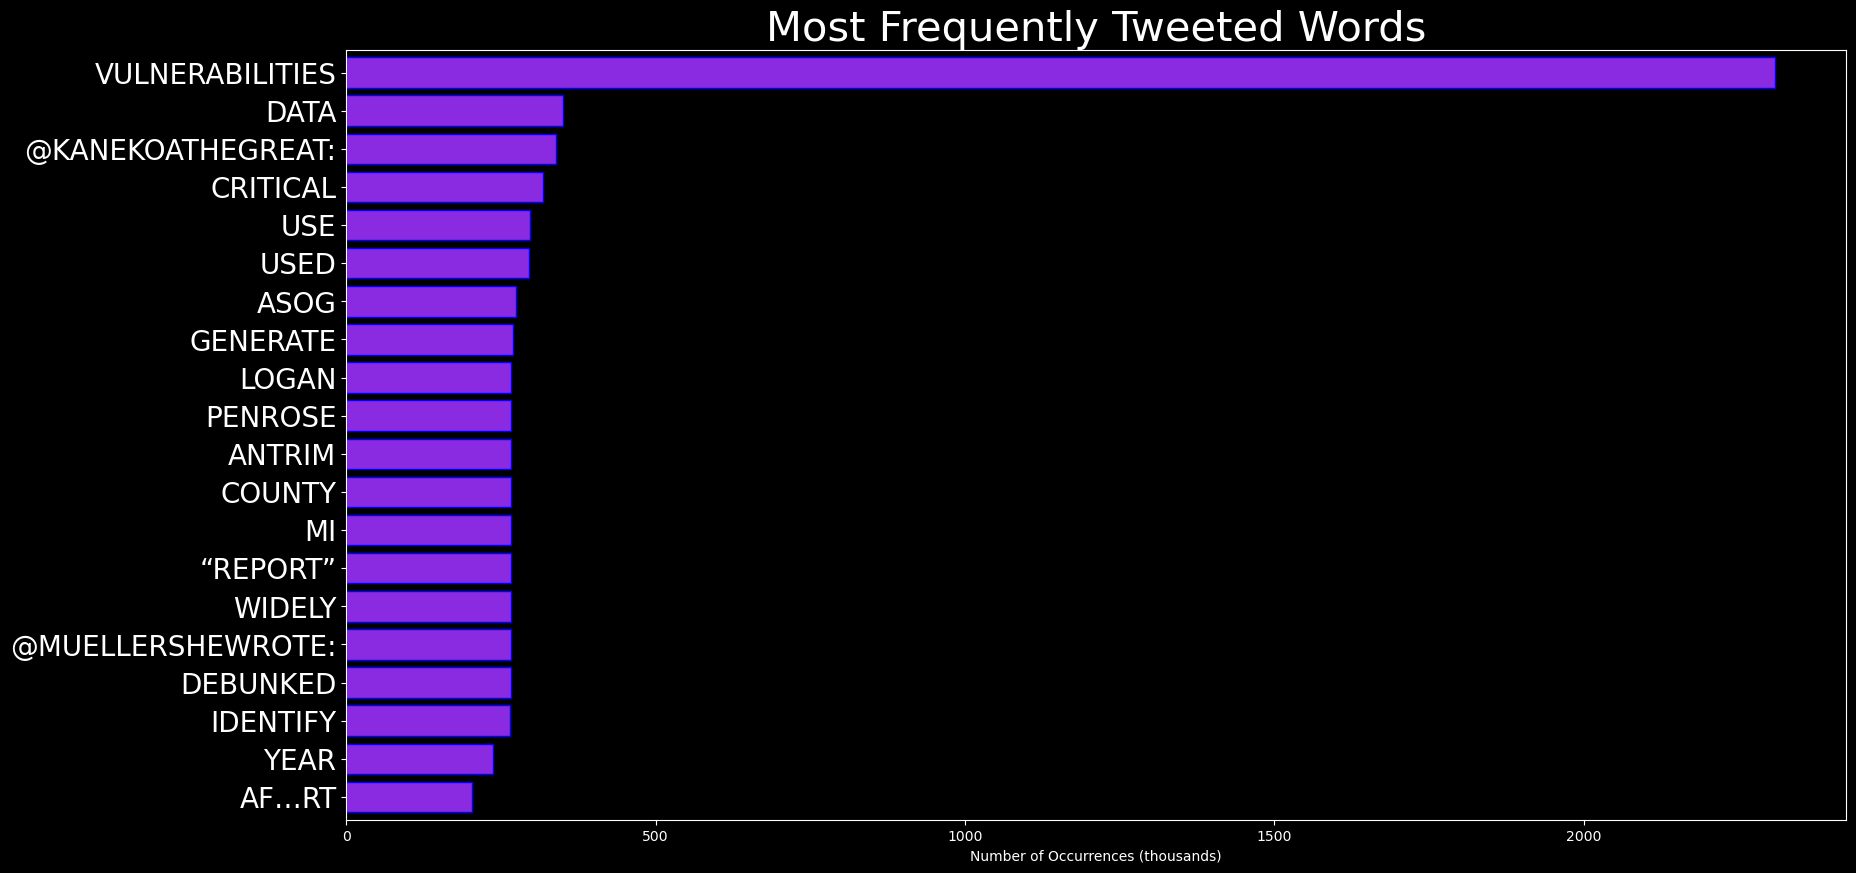 Most Frequently Tweeted Words
VULNERABILITIES
DATA
@KANEKOATHEGREAT:
CRITICAL
USE
USED
ASOG
GENERATE
LOGAN
PENROSE
ANTRIM
COUNTY
MI
“REPORT”
WIDELY
@MUELLERSHEWROTE:
DEBUNKED
IDENTIFY
YEAR
AF…RT
0 500 1000 1500 2000
Number of Occurrences (thousands)